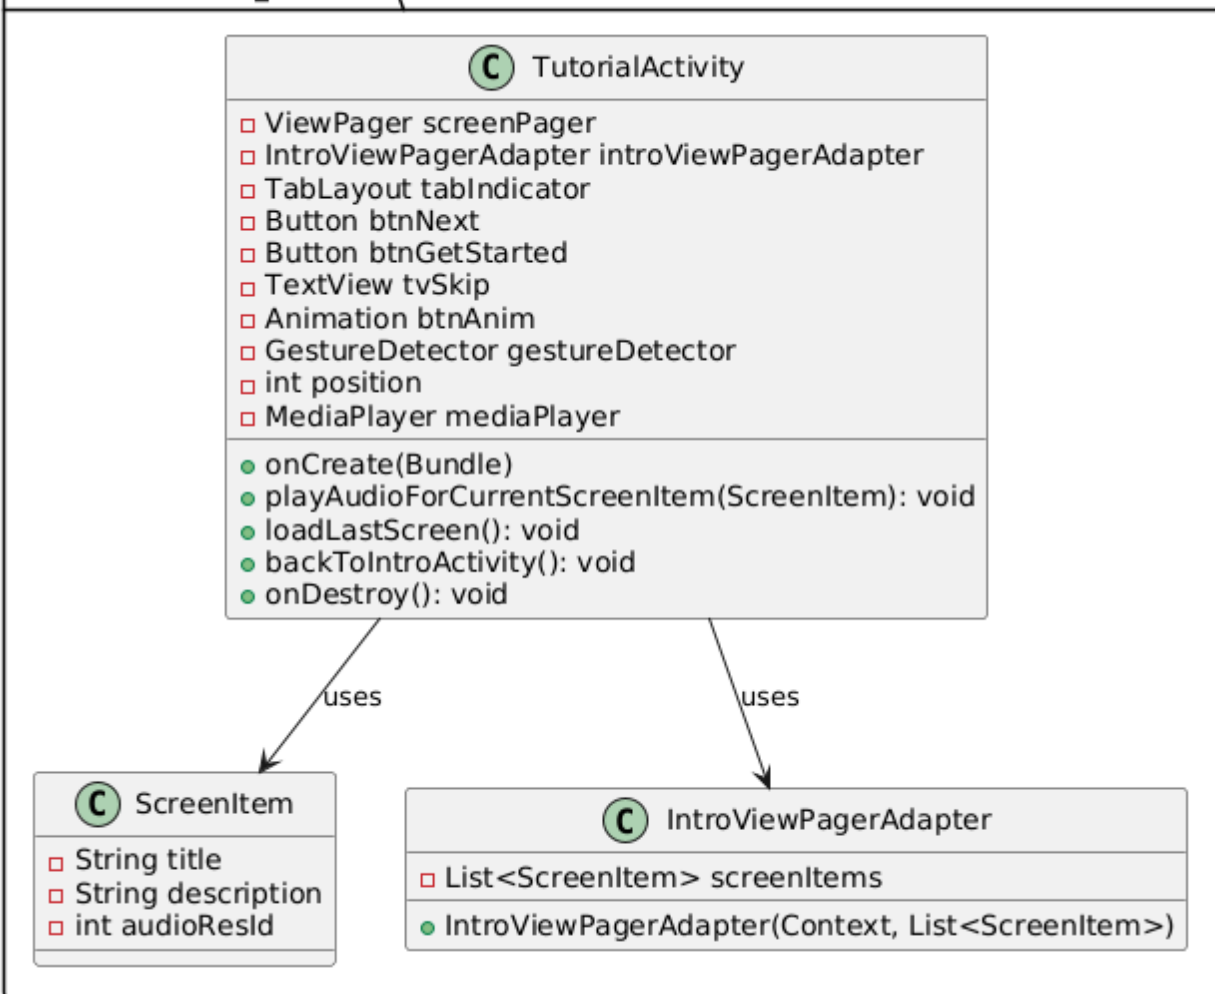 C TutorialActivity
ViewPager screenPager
IntroViewPagerAdapter introViewPagerAdapter
TabLayout tabIndicator
Button btnNext
Button btnGetStarted
TextView tvSkip
Animation btnAnim
GestureDetector gestureDetector
int position
MediaPlayer mediaPlayer
onCreate(Bundle)
playAudioForCurrentScreenItem(ScreenItem): void
loadLastScreen(): void
backToIntroActivity(): void
onDestroy(): void
uses
uses
C ScreenItem
String title
String description
int audioResId
C IntroViewPagerAdapter
List<ScreenItem> screenItems
IntroViewPagerAdapter(Context, List<ScreenItem>)